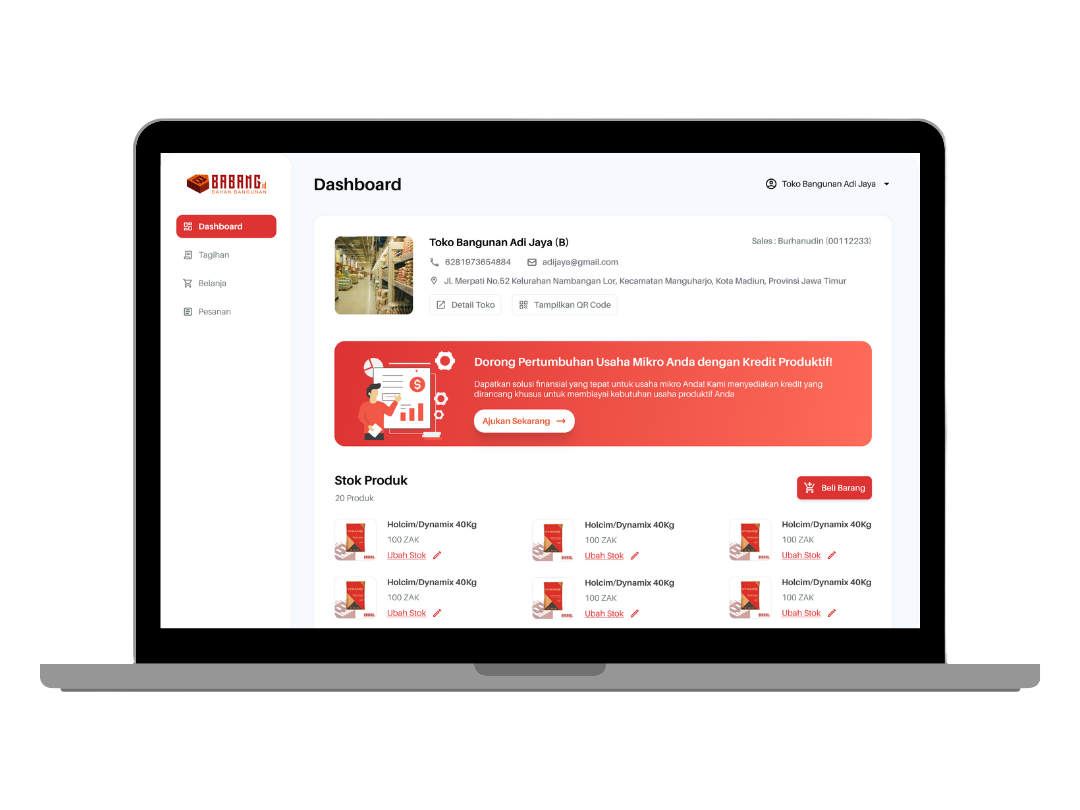 BABANG.id
BAHAN BANGUNAN
Dashboard
Tagihan
Belanja
Pesanan
Dashboard
Toko Bangunan Adi Jaya
Toko Bangunan Adi Jaya (B)
Sales : Burhanudin (00112233)
6281973654884 adijaya@gmail.com
Jl. Merpati No.52 Kelurahan Nambangan Lor, Kecamatan Manguharjo, Kota Madiun, Provinsi Jawa Timur
Detail Toko Tampilkan QR Code
Dorong Pertumbuhan Usaha Mikro Anda dengan Kredit Produktif!
Dapatkan solusi finansial yang tepat untuk usaha mikro Anda! Kami menyediakan kredit yang
dirancang khusus untuk membiayai kebutuhan usaha produktif Anda
Ajukan Sekarang →
$
Stok Produk
20 Produk
Beli Barang
Holcim/Dynamix 40Kg
100 ZAK
Ubah Stok
Holcim/Dynamix 40Kg
100 ZAK
Ubah Stok
Holcim/Dynamix 40Kg
100 ZAK
Ubah Stok
Holcim/Dynamix 40Kg
100 ZAK
Ubah Stok
Holcim/Dynamix 40Kg
100 ZAK
Ubah Stok
Holcim/Dynamix 40Kg
100 ZAK
Ubah Stok